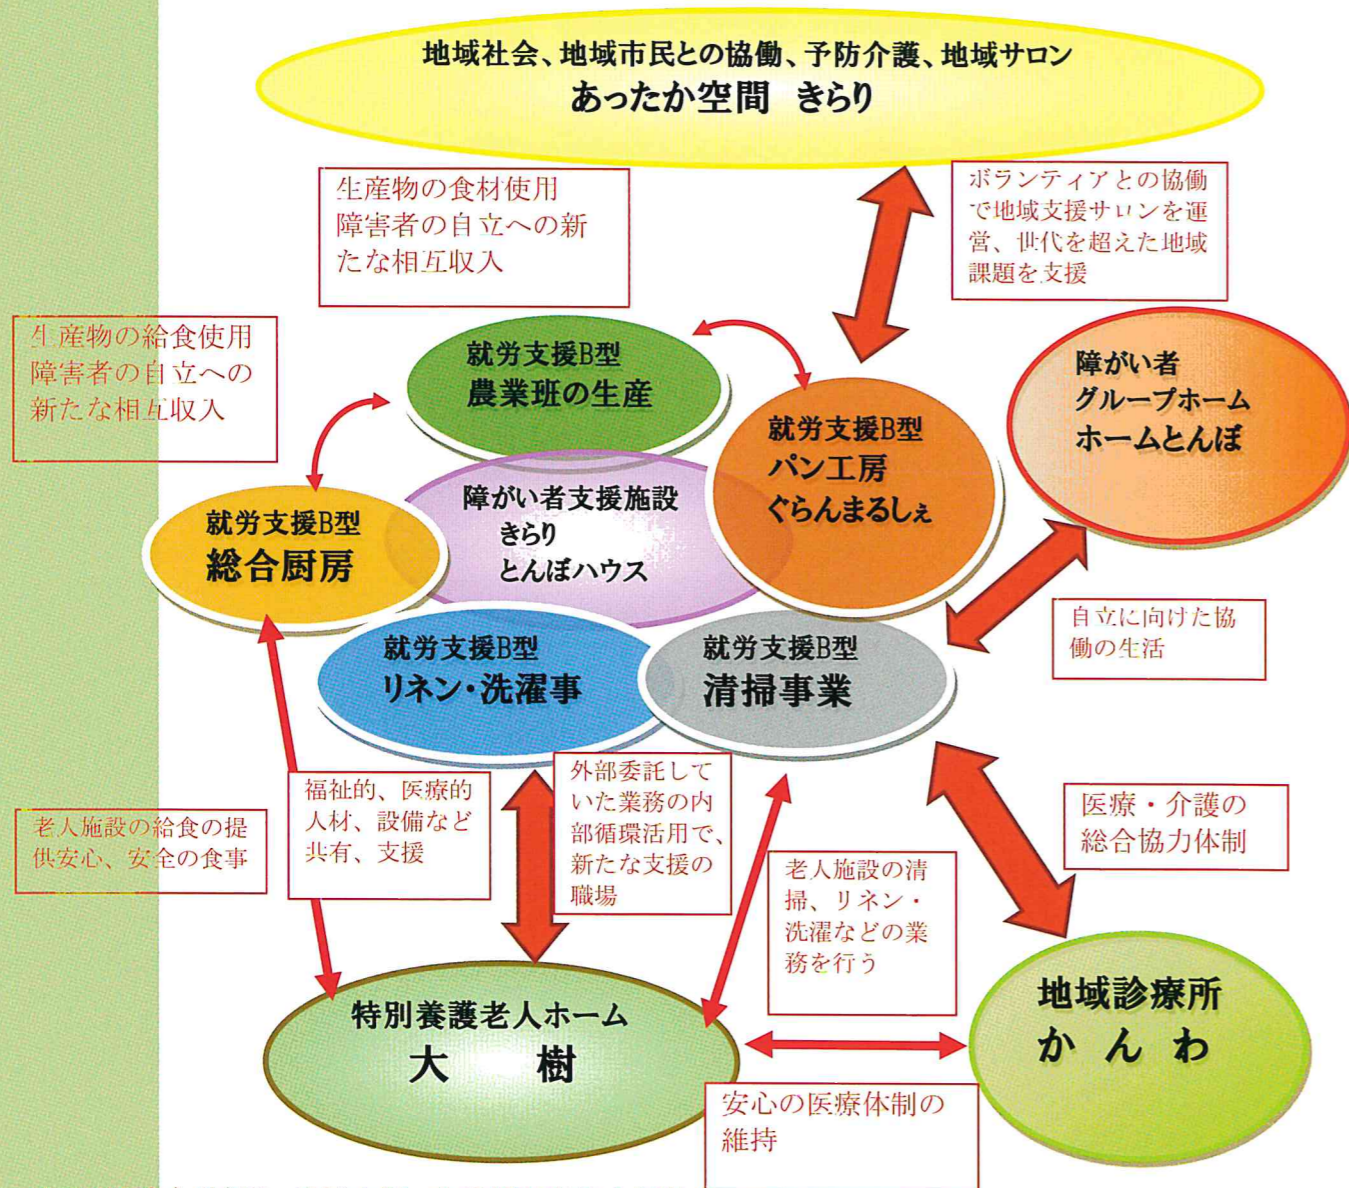 地域社会、地域市民との協働、予防介護、地域サロン
あったか空間 きらり
生産物の食材使用
障害者の自立への新
たな相互収入
ボランティアとの協働
で地域支援サロンを運
営、世代を超えた地域
課題を支援
生産物の給食使用
障害者の自立への
新たな相互収入
就労支援B型
農業班の生産
就労支援B型
パン工房
ぐらんまるしぇ
障がい者
グループホーム
ホームとんぼ
就労支援B型
総合厨房
障がい者支援施設
きらり
とんぼハウス
自立に向けた協
働の生活
就労支援B型
リネン・洗濯事
就労支援B型
清掃事業
老人施設の給食の提
供安心、安全の食事
福祉的、医療的
人材、設備など
共有、支援
外部委託して
いた業務の内
部循環活用で、
新たな支援の
職場
老人施設の清
掃、リネン・
洗濯などの業
務を行う
医療・介護の
総合協力体制
特別養護老人ホーム
大 樹
地域診療所
か ん わ
安心の医療体制の
維持